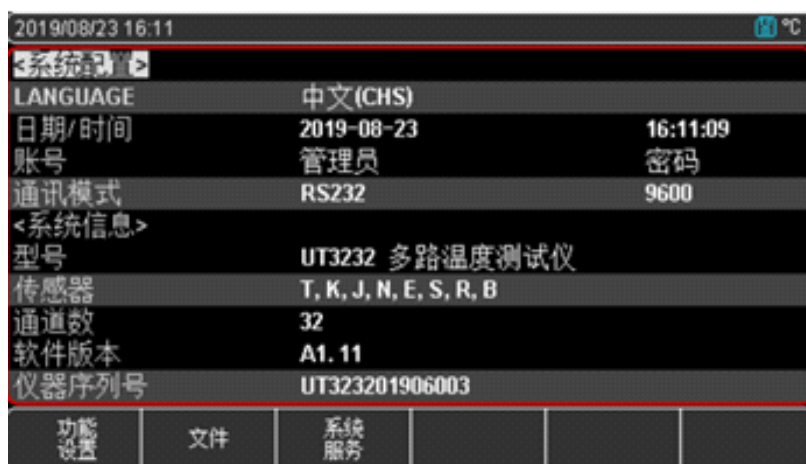 2019/08/23 16:11 ℃
<系统配置>
LANGUAGE 中文(CHS)
日期/时间 2019-08-23 16:11:09
账号 管理员 密码
通讯模式 RS232 9600
<系统信息>
型号 UT3232 多路温度测试仪
传感器 T, K, J, N, E, S, R, B
通道数 32
软件版本 A1.11
仪器序列号 UT323201906003
功能设置 文件 系统服务